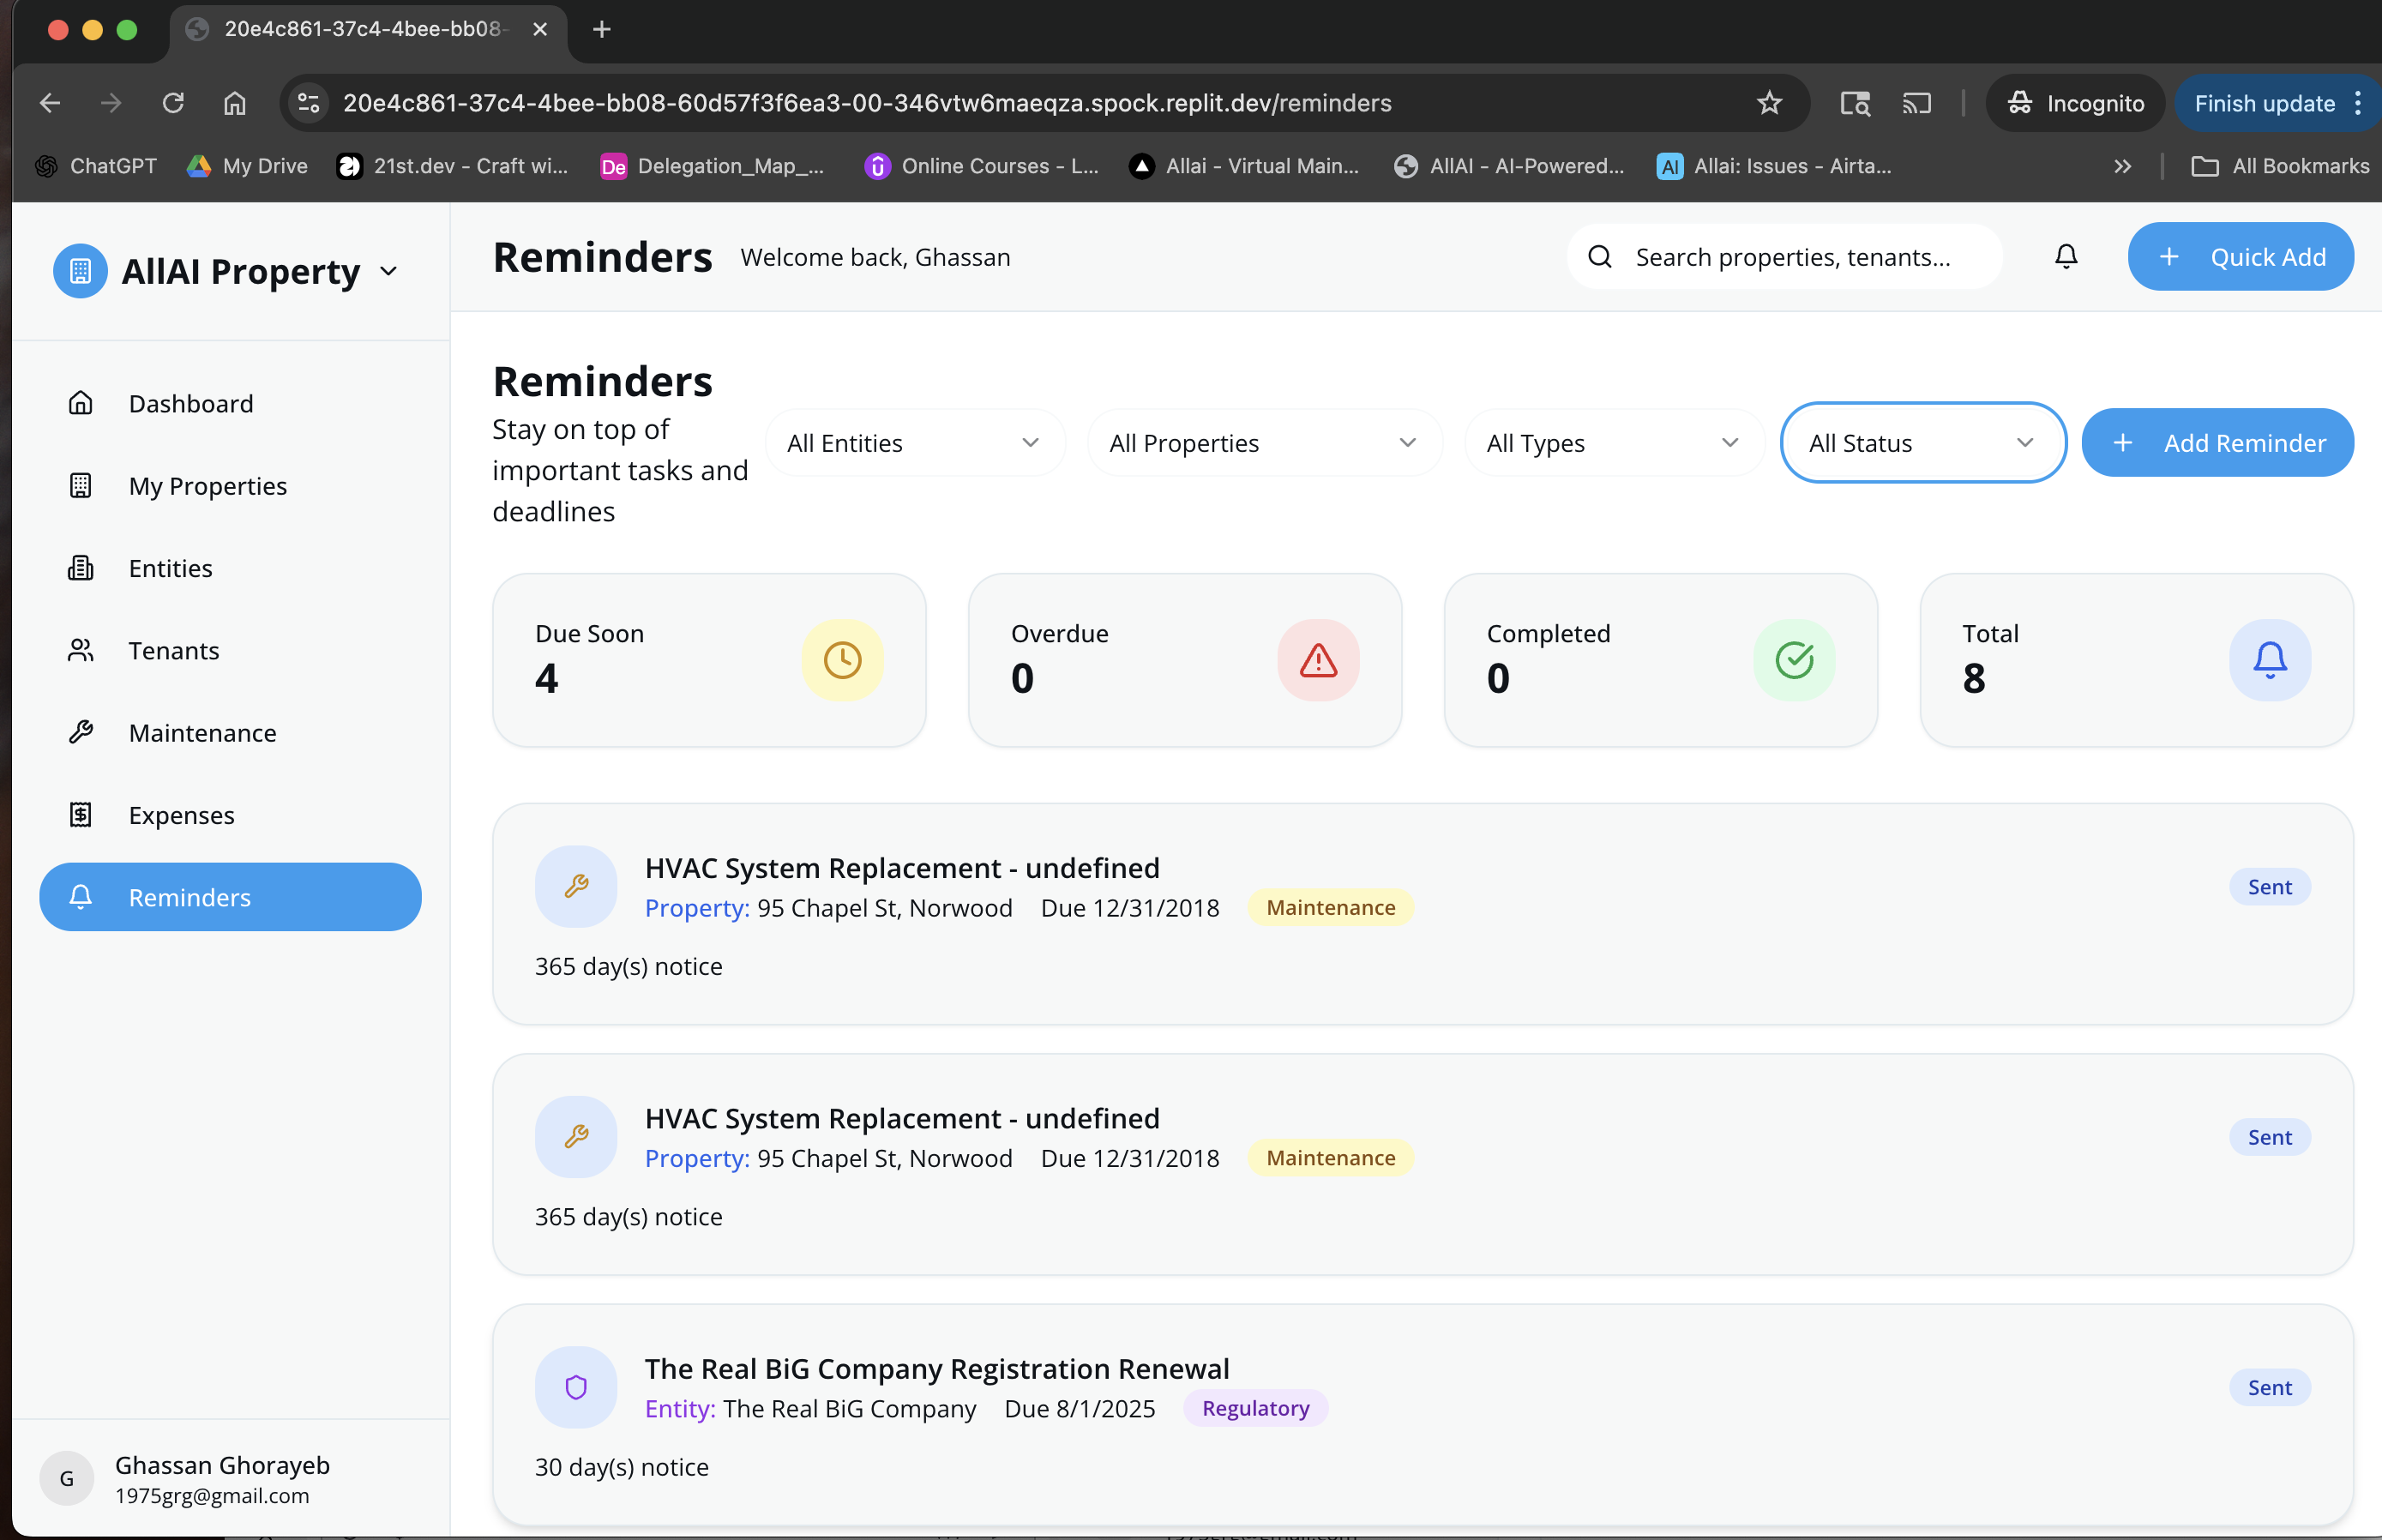 20e4c861-37c4-4bee-bb08-
20e4c861-37c4-4bee-bb08-60d57f3f6ea3-00-346vtw6maeqza.spock.replit.dev/reminders
Incognito
Finish update
ChatGPT
My Drive
21st.dev - Craft wi...
De
Delegation_Map_...
Online Courses - L...
Allai - Virtual Main...
AllAI - AI-Powered...
AI
Allai: Issues - Airta...
All Bookmarks
AllAI Property
Reminders
Welcome back, Ghassan
Search properties, tenants...
Quick Add
Dashboard
My Properties
Entities
Tenants
Maintenance
Expenses
Reminders
Reminders
Stay on top of
important tasks and
deadlines
All Entities
All Properties
All Types
All Status
Add Reminder
Due Soon
4
Overdue
0
Completed
0
Total
8
HVAC System Replacement - undefined
Property: 95 Chapel St, Norwood Due 12/31/2018 Maintenance
Sent
365 day(s) notice
HVAC System Replacement - undefined
Property: 95 Chapel St, Norwood Due 12/31/2018 Maintenance
Sent
365 day(s) notice
The Real BiG Company Registration Renewal
Entity: The Real BiG Company Due 8/1/2025 Regulatory
Sent
30 day(s) notice
G
Ghassan Ghorayeb
1975grg@gmail.com